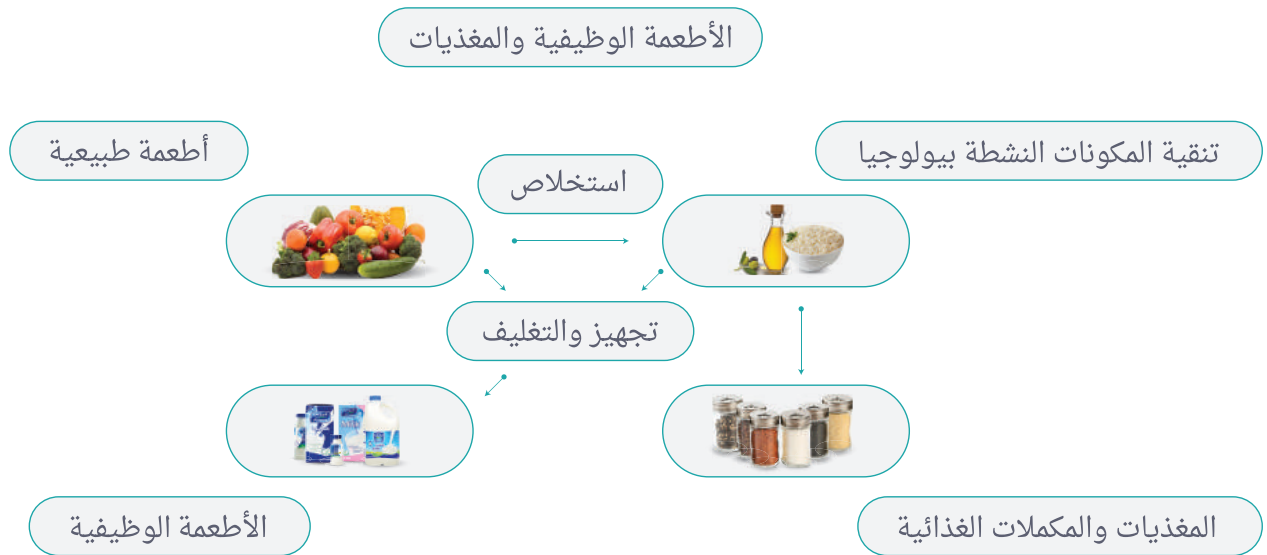 الأطعمة الوظيفية والمغذيات
تنقية المكونات النشطة بيولوجيا
أطعمة طبيعية
استخلاص
تجهيز والتغليف
المغذيات والمكملات الغذائية
الأطعمة الوظيفية